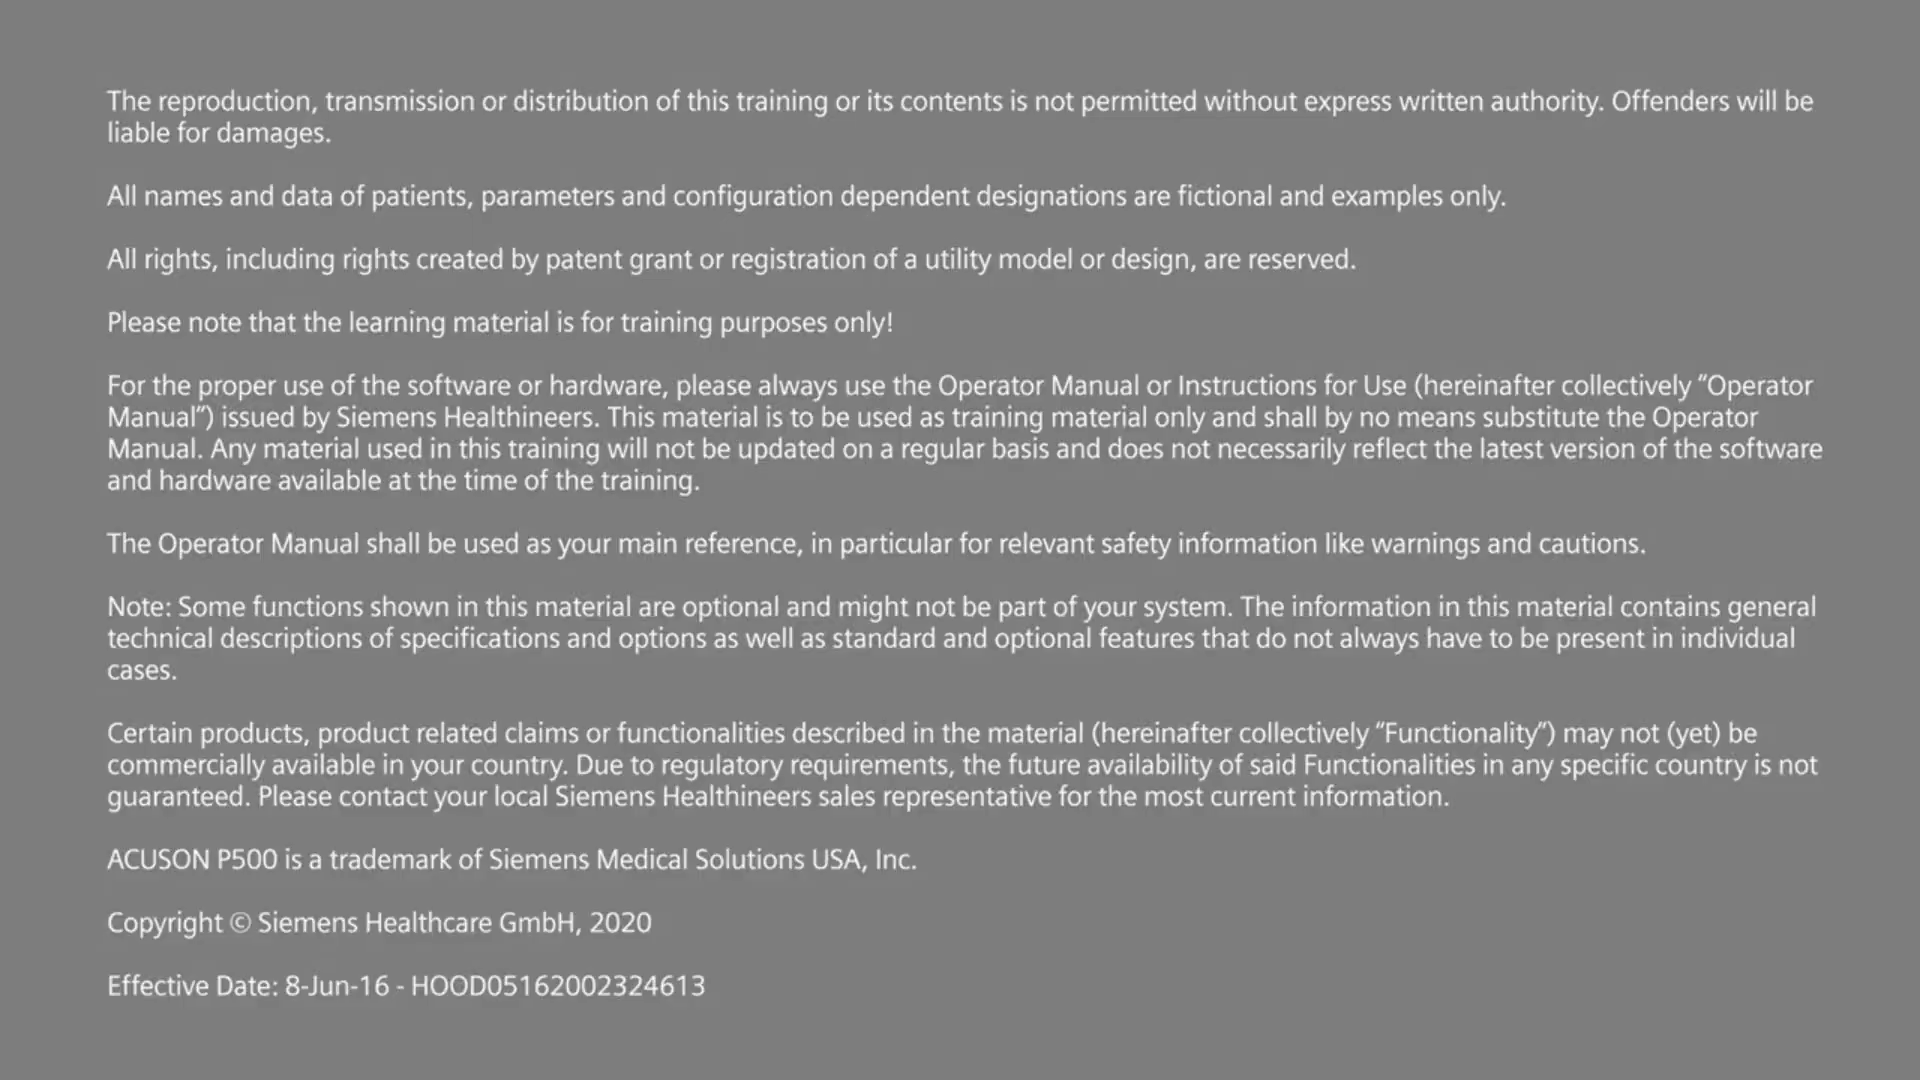 The reproduction, transmission or distribution of this training or its contents is not permitted without express written authority. Offenders will be
liable for damages.
All names and data of patients, parameters and configuration dependent designations are fictional and examples only.
All rights, including rights created by patent grant or registration of a utility model or design, are reserved.
Please note that the learning material is for training purposes only!
For the proper use of the software or hardware, please always use the Operator Manual or Instructions for Use (hereinafter collectively “Operator
Manual”) issued by Siemens Healthineers. This material is to be used as training material only and shall by no means substitute the Operator
Manual. Any material used in this training will not be updated on a regular basis and does not necessarily reflect the latest version of the software
and hardware available at the time of the training.
The Operator Manual shall be used as your main reference, in particular for relevant safety information like warnings and cautions.
Note: Some functions shown in this material are optional and might not be part of your system. The information in this material contains general
technical descriptions of specifications and options as well as standard and optional features that do not always have to be present in individual
cases.
Certain products, product related claims or functionalities described in the material (hereinafter collectively “Functionality”) may not (yet) be
commercially available in your country. Due to regulatory requirements, the future availability of said Functionalities in any specific country is not
guaranteed. Please contact your local Siemens Healthineers sales representative for the most current information.
ACUSON P500 is a trademark of Siemens Medical Solutions USA, Inc.
Copyright © Siemens Healthcare GmbH, 2020
Effective Date: 8-Jun-16 - HOOD05162002324613